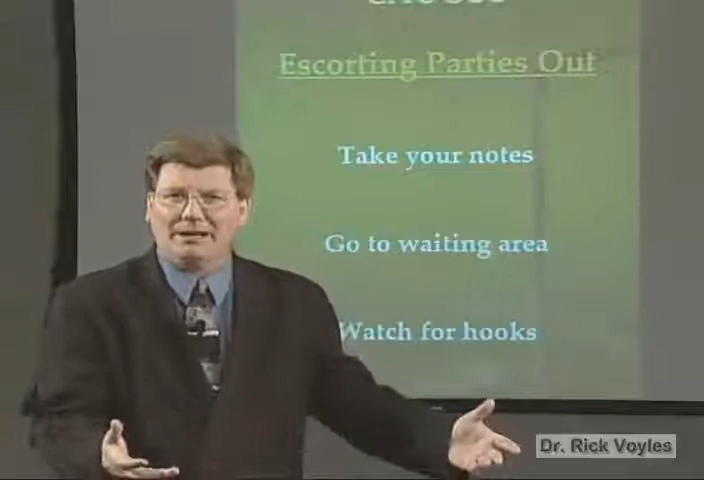 Escorting Parties Out
Take your notes
Go to waiting area
Watch for hooks
Dr. Rick Voyles